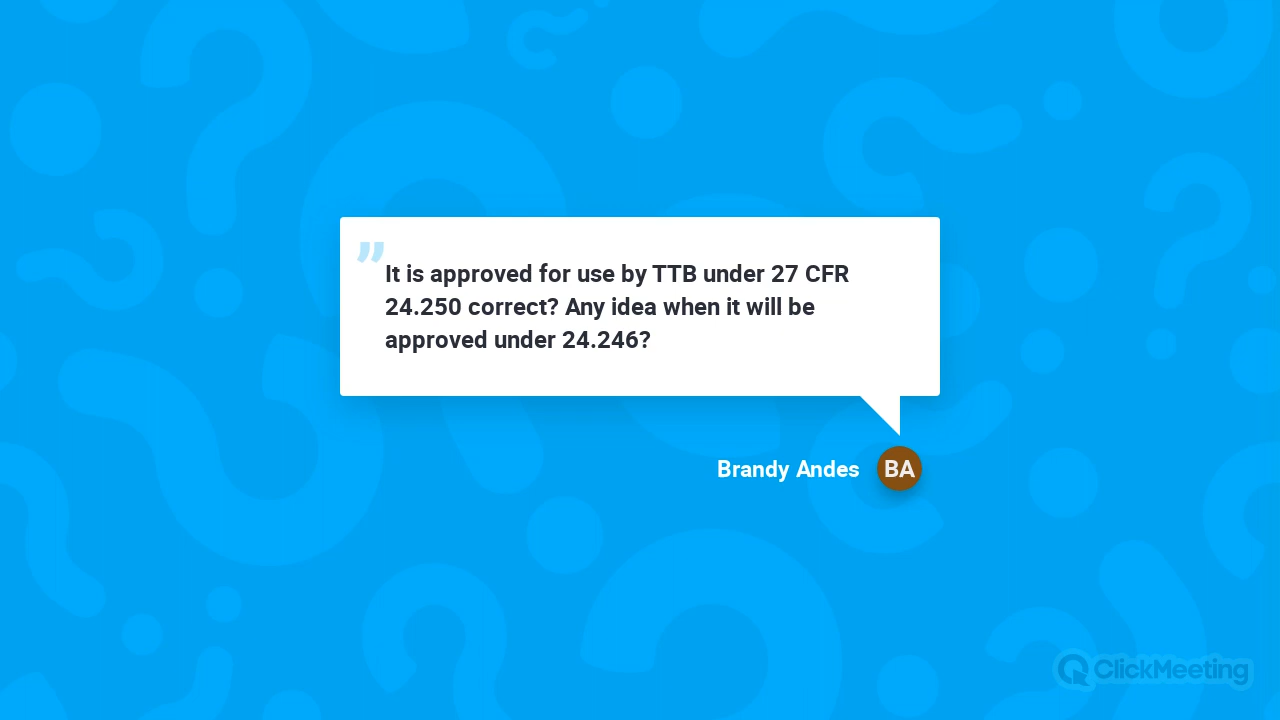 ”
It is approved for use by TTB under 27 CFR
24.250 correct? Any idea when it will be
approved under 24.246?
Brandy Andes BA
ClickMeeting